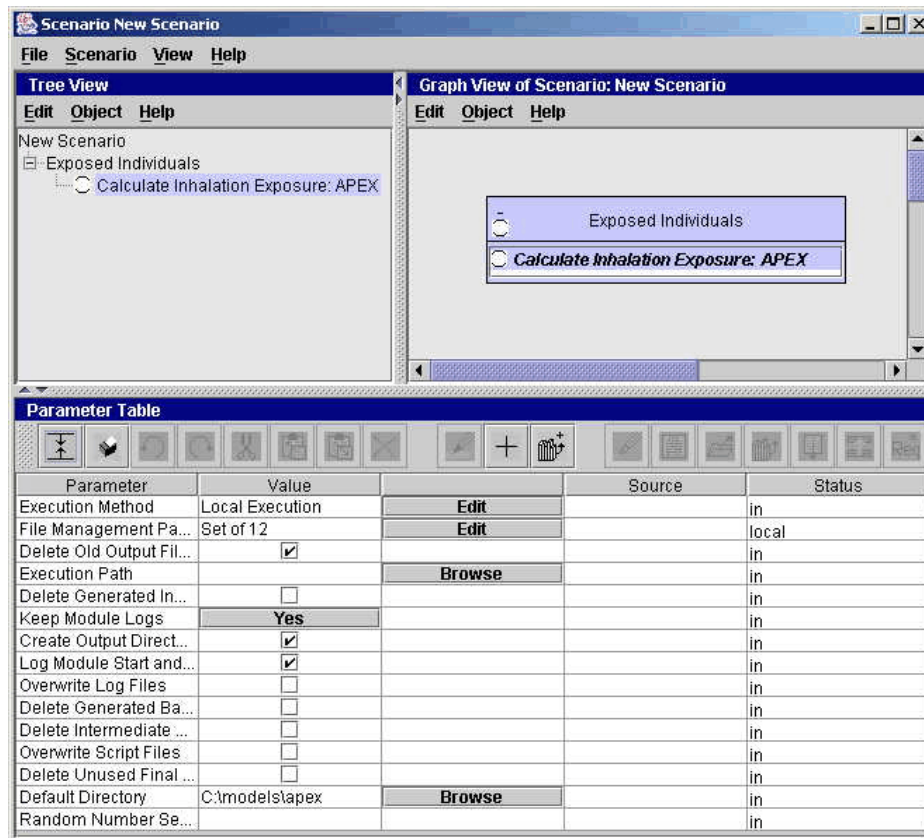 Scenario New Scenario
File Scenario View Help
Tree View
Edit Object Help
New Scenario
Exposed Individuals
Calculate Inhalation Exposure: APEX
Graph View of Scenario: New Scenario
Edit Object Help
Exposed Individuals
Calculate Inhalation Exposure: APEX
Parameter Table
Parameter Value Source Status
Execution Method Local Execution Edit in
File Management Pa... Set of 12 Edit local
Delete Old Output Fil... in
Execution Path Browse in
Delete Generated In... in
Keep Module Logs Yes in
Create Output Direct... in
Log Module Start and... in
Overwrite Log Files in
Delete Generated Ba... in
Delete Intermediate ... in
Overwrite Script Files in
Delete Unused Final ... in
Default Directory C:\models\apex Browse in
Random Number Se... in